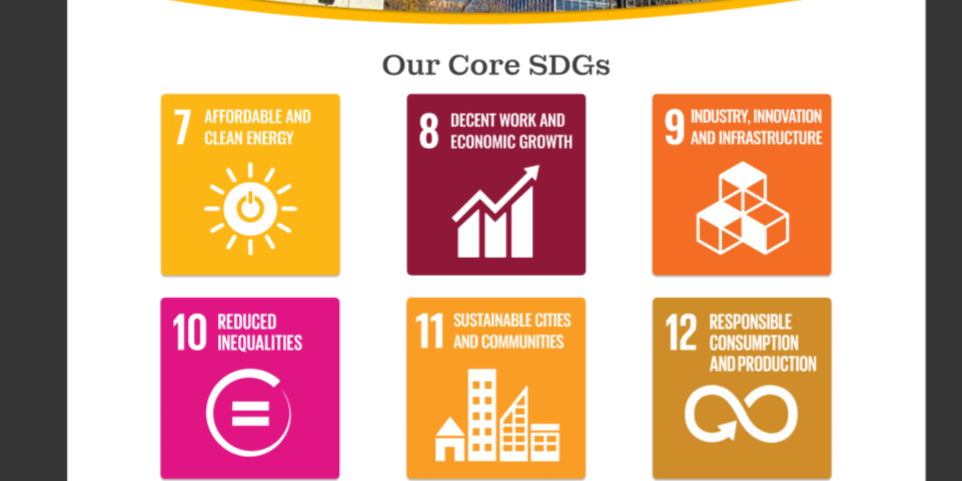 Our Core SDGs
7 AFFORDABLE AND
CLEAN ENERGY
8 DECENT WORK AND
ECONOMIC GROWTH
9 INDUSTRY, INNOVATION
AND INFRASTRUCTURE
10 REDUCED
INEQUALITIES
11 SUSTAINABLE CITIES
AND COMMUNITIES
12 RESPONSIBLE
CONSUMPTION
AND PRODUCTION